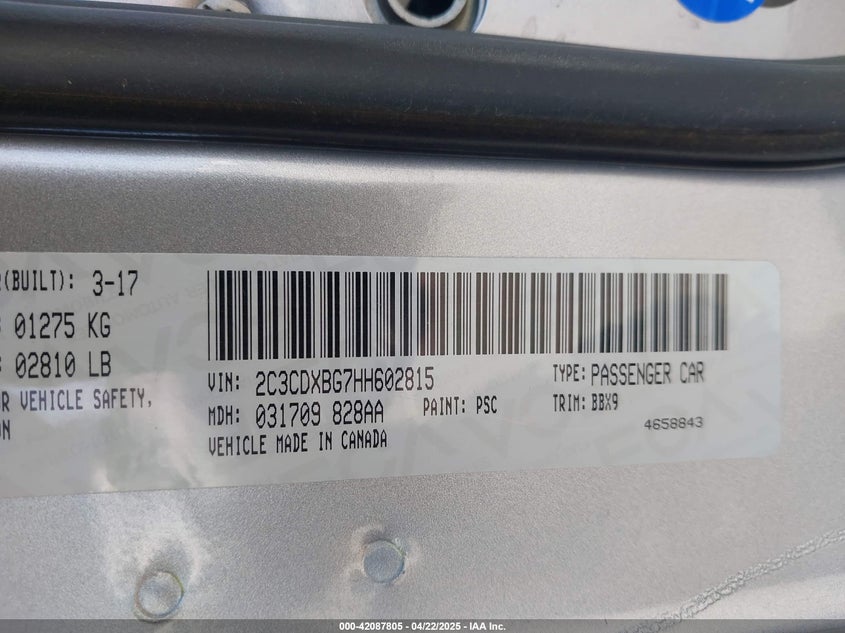 (BUILT): 3-17
01275 KG
02810 LB
VEHICLE SAFETY,
VIN: 2C3CDXBG7HH602815
TYPE: PASSENGER CAR
MDH: 031709 828AA
PAINT: PSC
TRIM: BBX9
VEHICLE MADE IN CANADA
4658843
000-42087805 - 04/22/2025 - IAA Inc.